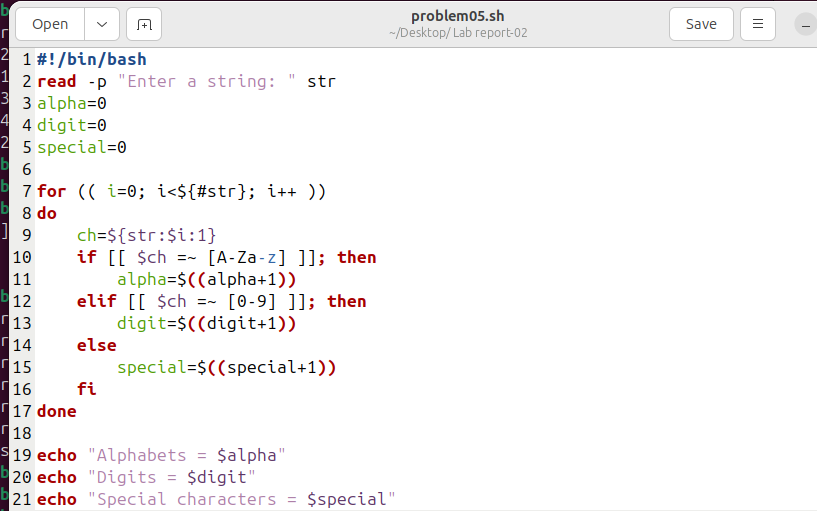 Open
problem05.sh
~/Desktop/ Lab report-02
Save
1 #!/bin/bash
2 read -p "Enter a string: " str
3 alpha=0
4 digit=0
5 special=0
6
7 for (( i=0; i<${#str}; i++ ))
8 do
9     ch=${str:$i:1}
10     if [[ $ch =~ [A-Za-z] ]]; then
11         alpha=$((alpha+1))
12     elif [[ $ch =~ [0-9] ]]; then
13         digit=$((digit+1))
14     else
15         special=$((special+1))
16     fi
17 done
18
19 echo "Alphabets = $alpha"
20 echo "Digits = $digit"
21 echo "Special characters = $special"